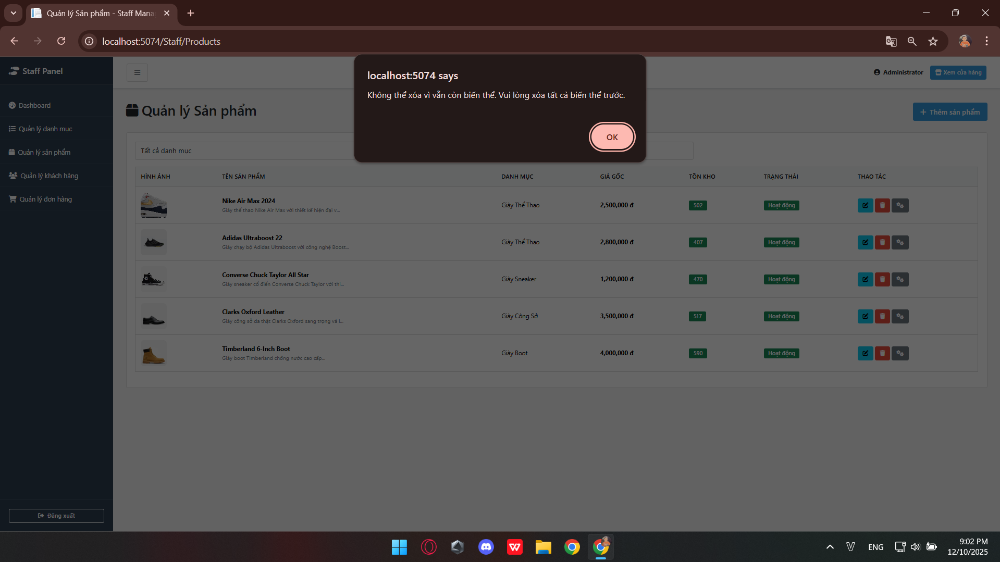 Quản lý Sản phẩm - Staff Mana
localhost:5074/Staff/Products
Staff Panel
Administrator
Xem cửa hàng
localhost:5074 says
Không thể xóa vì vẫn còn biến thể. Vui lòng xóa tất cả biến thể trước.
OK
Dashboard
Quản lý danh mục
Quản lý sản phẩm
Quản lý khách hàng
Quản lý đơn hàng
Đăng xuất
Quản lý Sản phẩm
+ Thêm sản phẩm
Tất cả danh mục
HÌNH ẢNH TÊN SẢN PHẨM DANH MỤC GIÁ GỐC TỒN KHO TRẠNG THÁI THAO TÁC
Nike Air Max 2024
Giày thể thao Nike Air Max với thiết kế hiện đại v...
Giày Thể Thao 2,500,000 đ 502 Hoạt động
Adidas Ultraboost 22
Giày chạy bộ Adidas Ultraboost với công nghệ Boost...
Giày Thể Thao 2,800,000 đ 407 Hoạt động
Converse Chuck Taylor All Star
Giày sneaker cổ điển Converse Chuck Taylor với thi...
Giày Sneaker 1,200,000 đ 470 Hoạt động
Clarks Oxford Leather
Giày công sở da thật Clarks Oxford sang trọng và l...
Giày Công Sở 3,500,000 đ 517 Hoạt động
Timberland 6-Inch Boot
Giày boot Timberland chống nước cao cấp...
Giày Boot 4,000,000 đ 590 Hoạt động
ENG
9:02 PM
12/10/2025